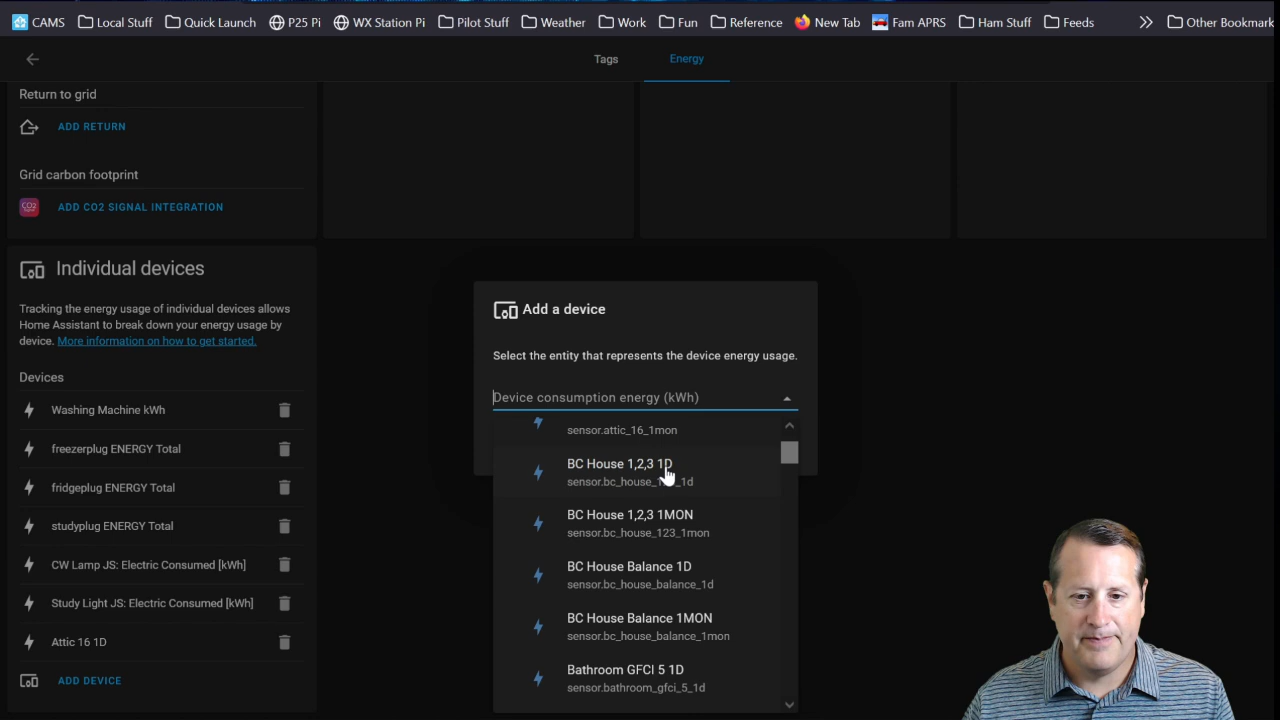 CAMS Local Stuff Quick Launch P25 Pi WX Station Pi Pilot Stuff Weather Work Fun Reference New Tab Fam APRS Ham Stuff Feeds Other Bookmark
Tags Energy
Return to grid
ADD RETURN
Grid carbon footprint
CO2
ADD CO2 SIGNAL INTEGRATION
Individual devices
Tracking the energy usage of individual devices allows
Home Assistant to break down your energy usage by
device. More information on how to get started.
Devices
Washing Machine kWh
freezerplug ENERGY Total
fridgeplug ENERGY Total
studyplug ENERGY Total
CW Lamp JS: Electric Consumed [kWh]
Study Light JS: Electric Consumed [kWh]
Attic 16 1D
ADD DEVICE
Add a device
Select the entity that represents the device energy usage.
Device consumption energy (kWh)
sensor.attic_16_1mon
BC House 1,2,3 1D
sensor.bc_house_123_1d
BC House 1,2,3 1MON
sensor.bc_house_123_1mon
BC House Balance 1D
sensor.bc_house_balance_1d
BC House Balance 1MON
sensor.bc_house_balance_1mon
Bathroom GFCI 5 1D
sensor.bathroom_gfci_5_1d